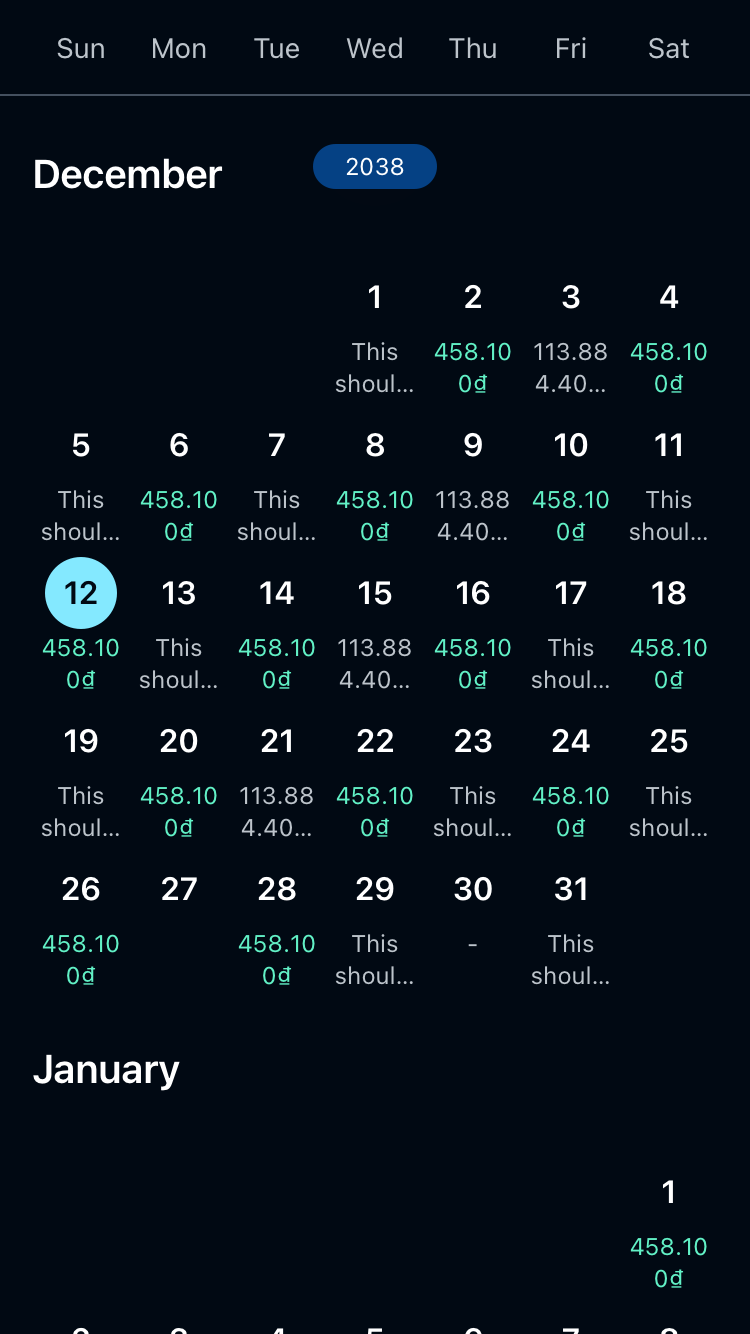 Sun Mon Tue Wed Thu Fri Sat
December 2038
1 2 3 4
This 458.10 113.88 458.10
shoul... 0₫ 4.40... 0₫
5 6 7 8 9 10 11
This 458.10 This 458.10 113.88 458.10 This
shoul... 0₫ shoul... 0₫ 4.40... 0₫ shoul...
12 13 14 15 16 17 18
458.10 This 458.10 113.88 458.10 This 458.10
0₫ shoul... 0₫ 4.40... 0₫ shoul... 0₫
19 20 21 22 23 24 25
This 458.10 113.88 458.10 This 458.10 This
shoul... 0₫ 4.40... 0₫ shoul... 0₫ shoul...
26 27 28 29 30 31
458.10 458.10 This - This
0₫ 0₫ shoul... shoul...
January
1
458.10
0₫